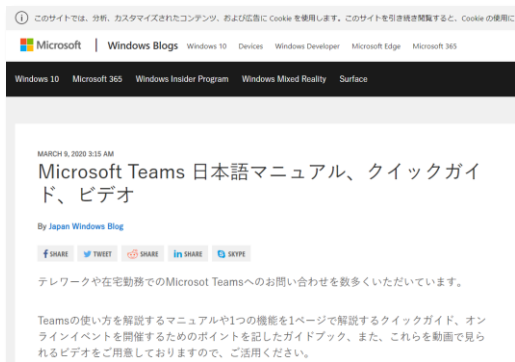 このサイトでは、分析、カスタマイズされたコンテンツ、および広告に Cookie を使用します。このサイトを引き続き閲覧すると、Cookie の使用に
Microsoft | Windows Blogs Windows 10 Devices Windows Developer Microsoft Edge Microsoft 365
Windows 10 Microsoft 365 Windows Insider Program Windows Mixed Reality Surface
MARCH 9, 2020 3:15 AM
Microsoft Teams 日本語マニュアル、クイックガイ
ド、ビデオ
By Japan Windows Blog
SHARE TWEET SHARE SHARE SKYPE
テレワークや在宅勤務でのMicrosot Teamsへのお問い合わせを数多くいただいています。
Teamsの使い方を解説するマニュアルや1つの機能を1ページで解説するクイックガイド、オン
ラインイベントを開催するためのポイントを記したガイドブック、また、これらを動画で見ら
れるビデオをご用意しておりますので、ご活用ください。